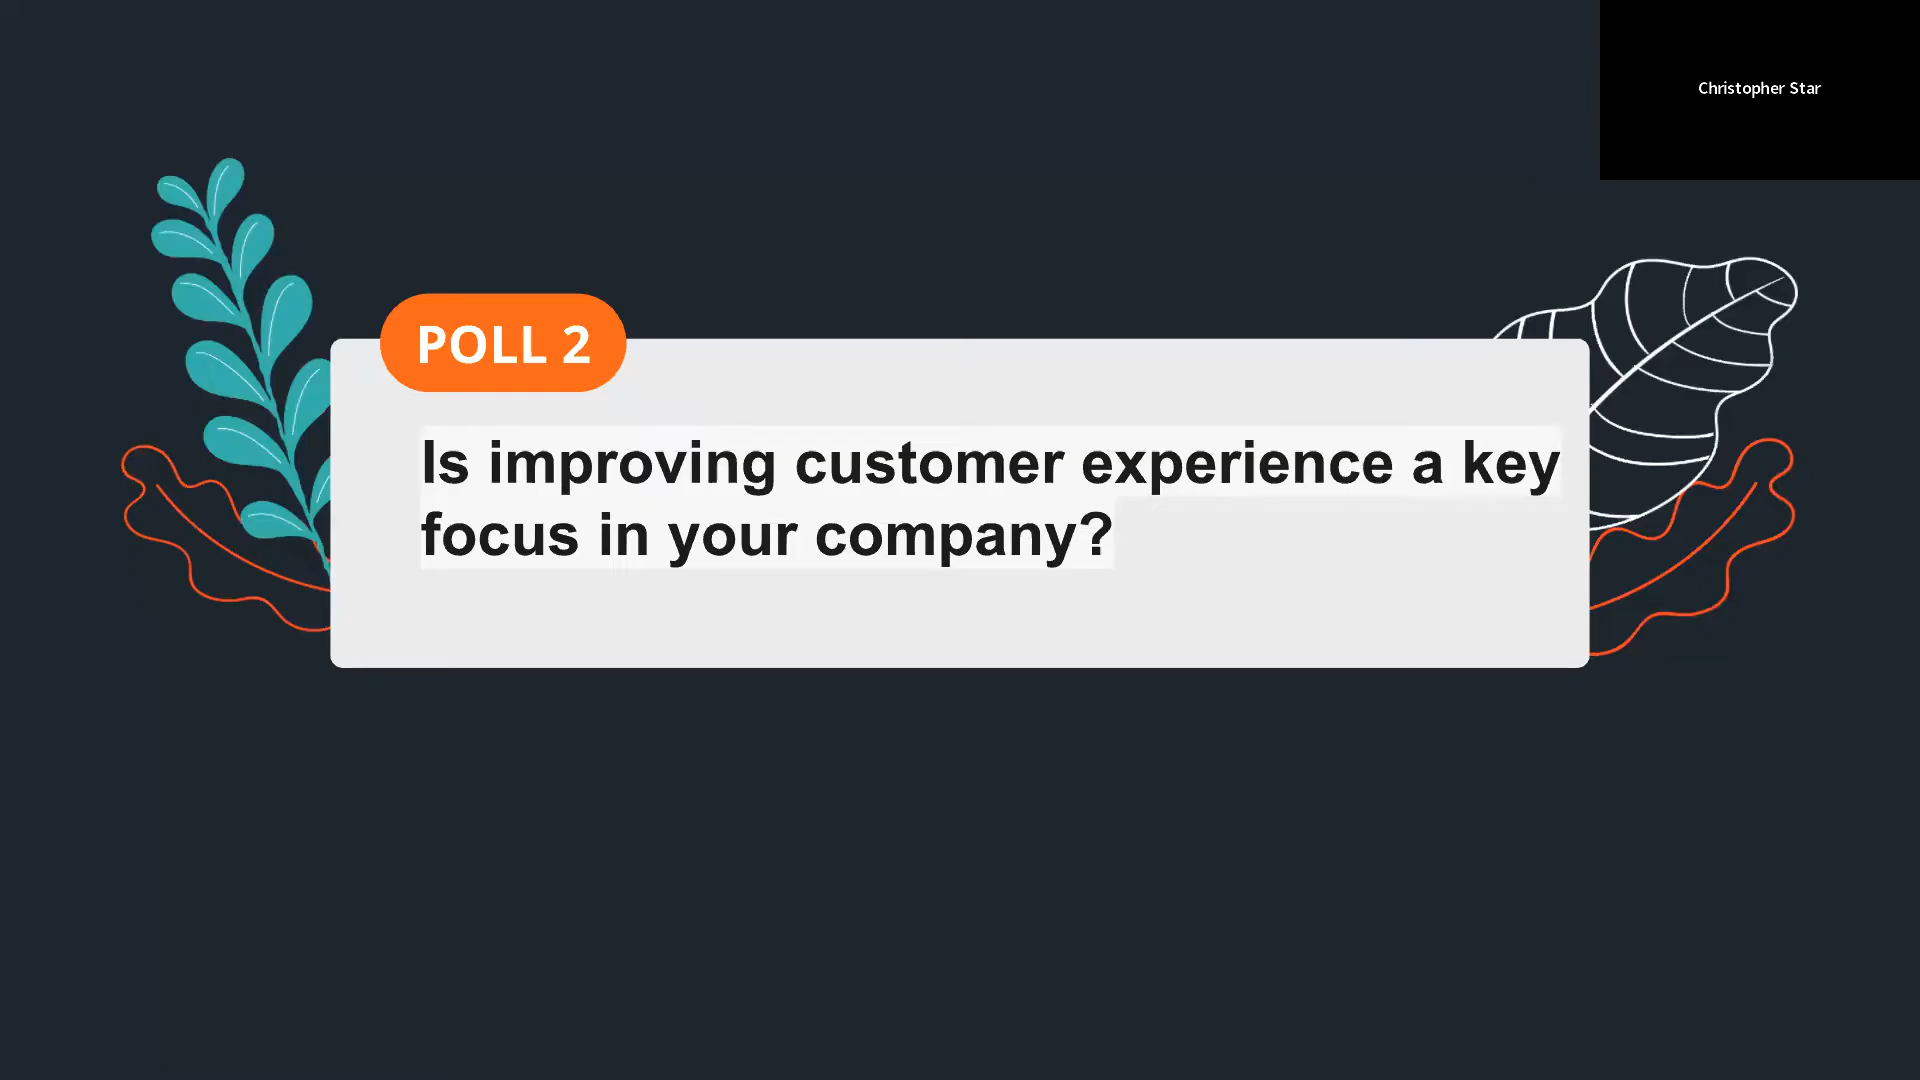 Christopher Star
POLL 2
Is improving customer experience a key
focus in your company?